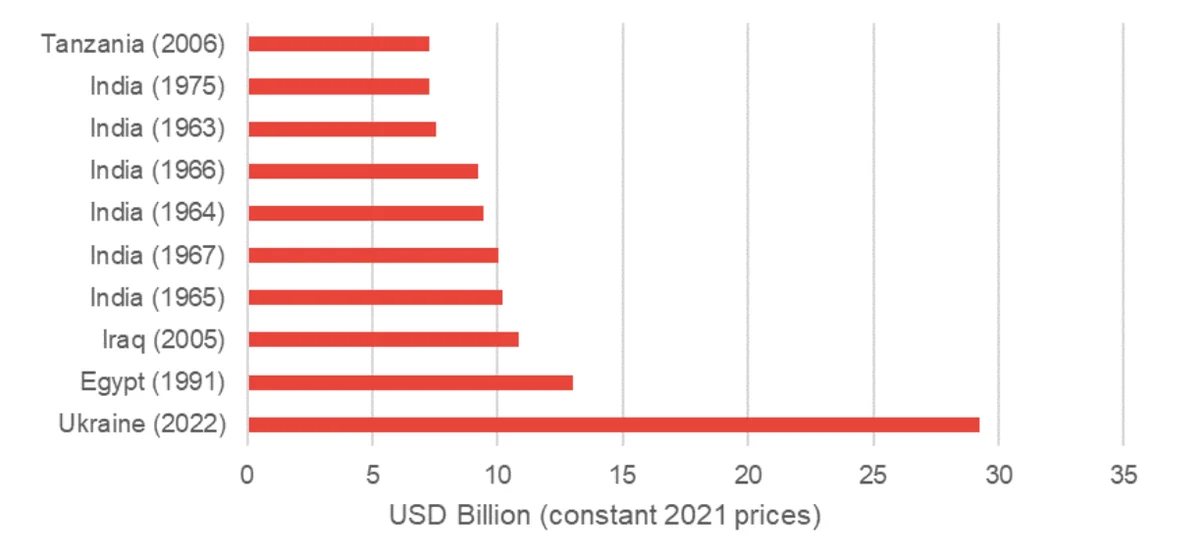 Tanzania (2006)
India (1975)
India (1963)
India (1966)
India (1964)
India (1967)
India (1965)
Iraq (2005)
Egypt (1991)
Ukraine (2022)
0 5 10 15 20 25 30 35
USD Billion (constant 2021 prices)